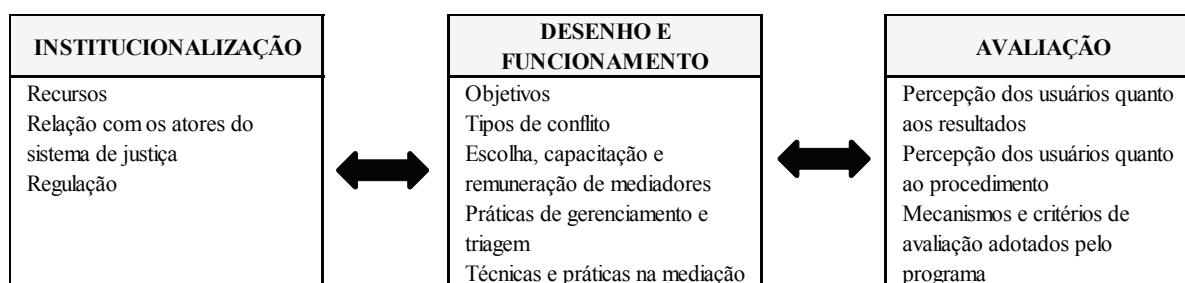 INSTITUCIONALIZAÇÃO
Recursos
Relação com os atores do
sistema de justiça
Regulação
DESENHO E
FUNCIONAMENTO
Objetivos
Tipos de conflito
Escolha, capacitação e
remuneração de mediadores
Práticas de gerenciamento e
triagem
Técnicas e práticas na mediação
AVALIAÇÃO
Percepção dos usuários quanto
aos resultados
Percepção dos usuários quanto
ao procedimento
Mecanismos e critérios de
avaliação adotados pelo
programa